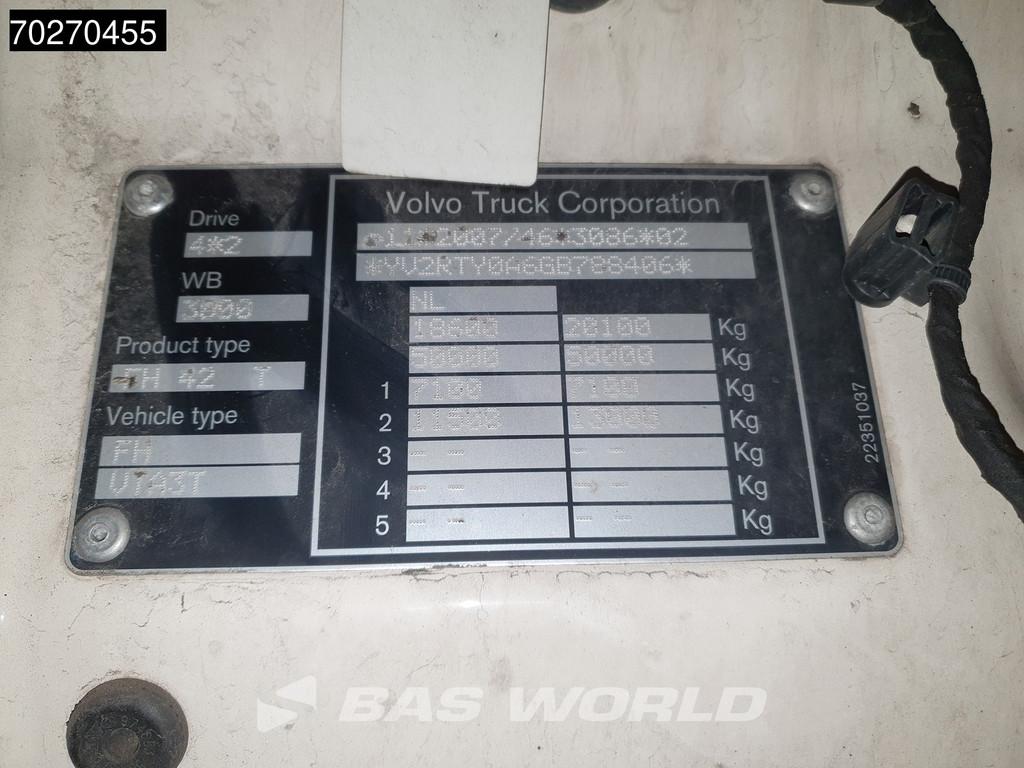 70270455
Volvo Truck Corporation
Drive
4*2
e11*2007/46*3086*02
*YV2RTY0A6GB788406*
WB
3800
NL
18600 20100 Kg
50000 60000 Kg
Product type
FH 42 T
1 7100 7100 Kg
Vehicle type
2 11500 13000 Kg
FH
3 Kg
VTA3T
4 Kg
5 Kg
22351037
BAS WORLD